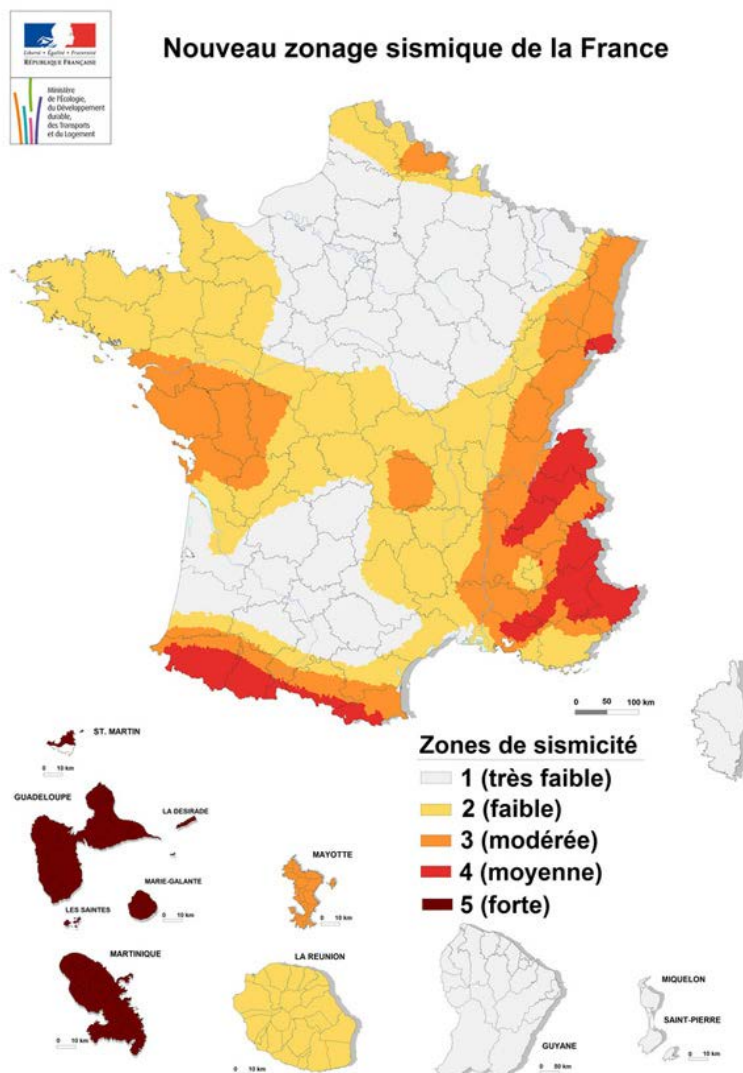 Nouveau zonage sismique de la France
Liberté • Égalité • Fraternité
RÉPUBLIQUE FRANÇAISE
Ministère
de l'Écologie,
du Développement
durable,
des Transports
et du Logement
0 50 100 km
ST. MARTIN
0 10 km
GUADELOUPE
LA DESIRADE
MARIE-GALANTE
0 10 km
LES SAINTES
MAYOTTE
0 10 km
Zones de sismicité
1 (très faible)
2 (faible)
3 (modérée)
4 (moyenne)
5 (forte)
MARTINIQUE
0 10 km
LA REUNION
0 10 km
GUYANE
0 50 km
MIQUELON
SAINT-PIERRE
0 10 km